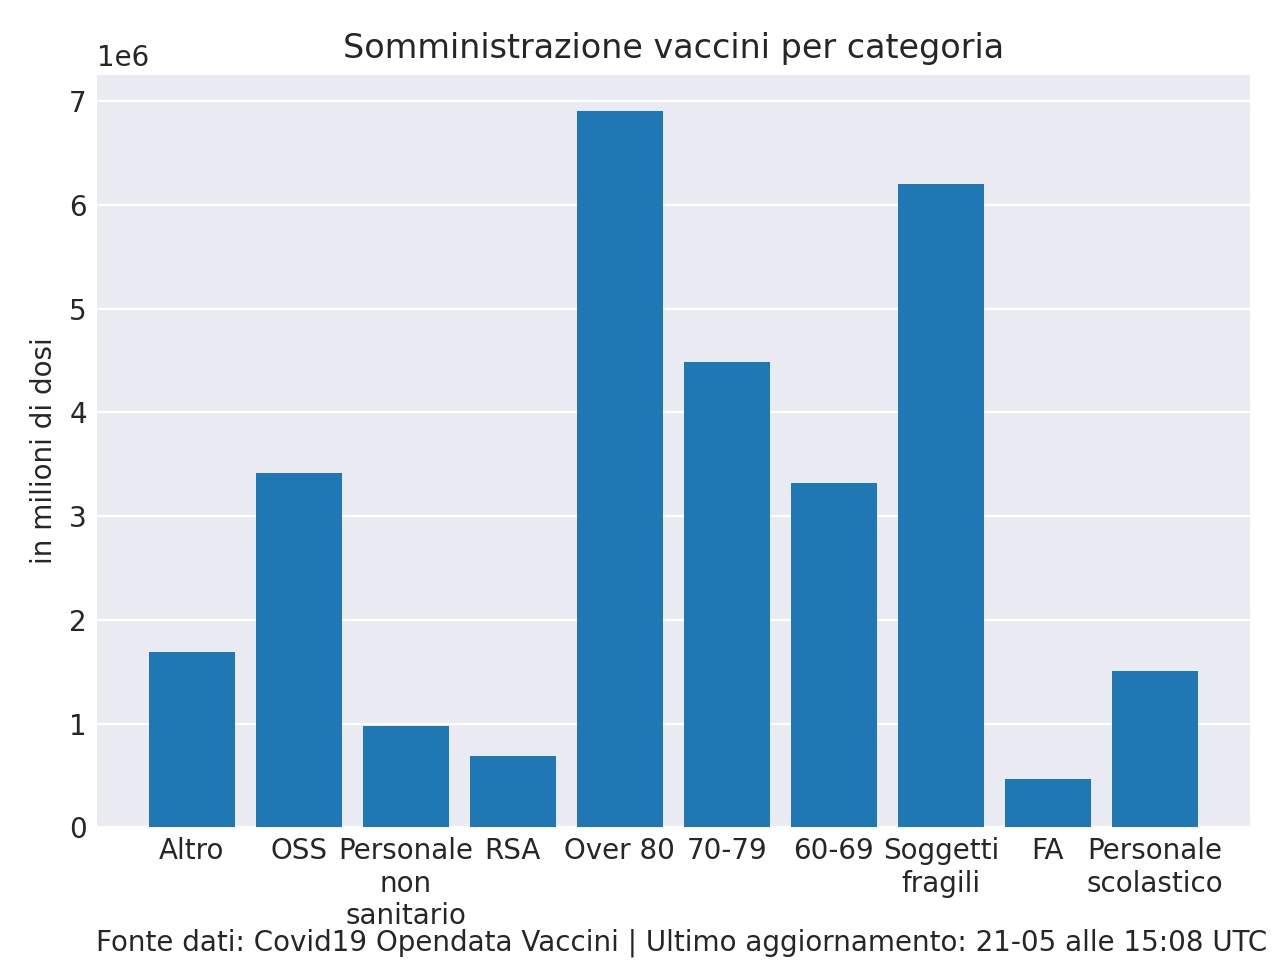 Somministrazione vaccini per categoria
1e6
7
6
5
4
3
2
1
0
in milioni di dosi
Altro OSS Personale non sanitario RSA Over 80 70-79 60-69 Soggetti fragili FA Personale scolastico
Fonte dati: Covid19 Opendata Vaccini | Ultimo aggiornamento: 21-05 alle 15:08 UTC